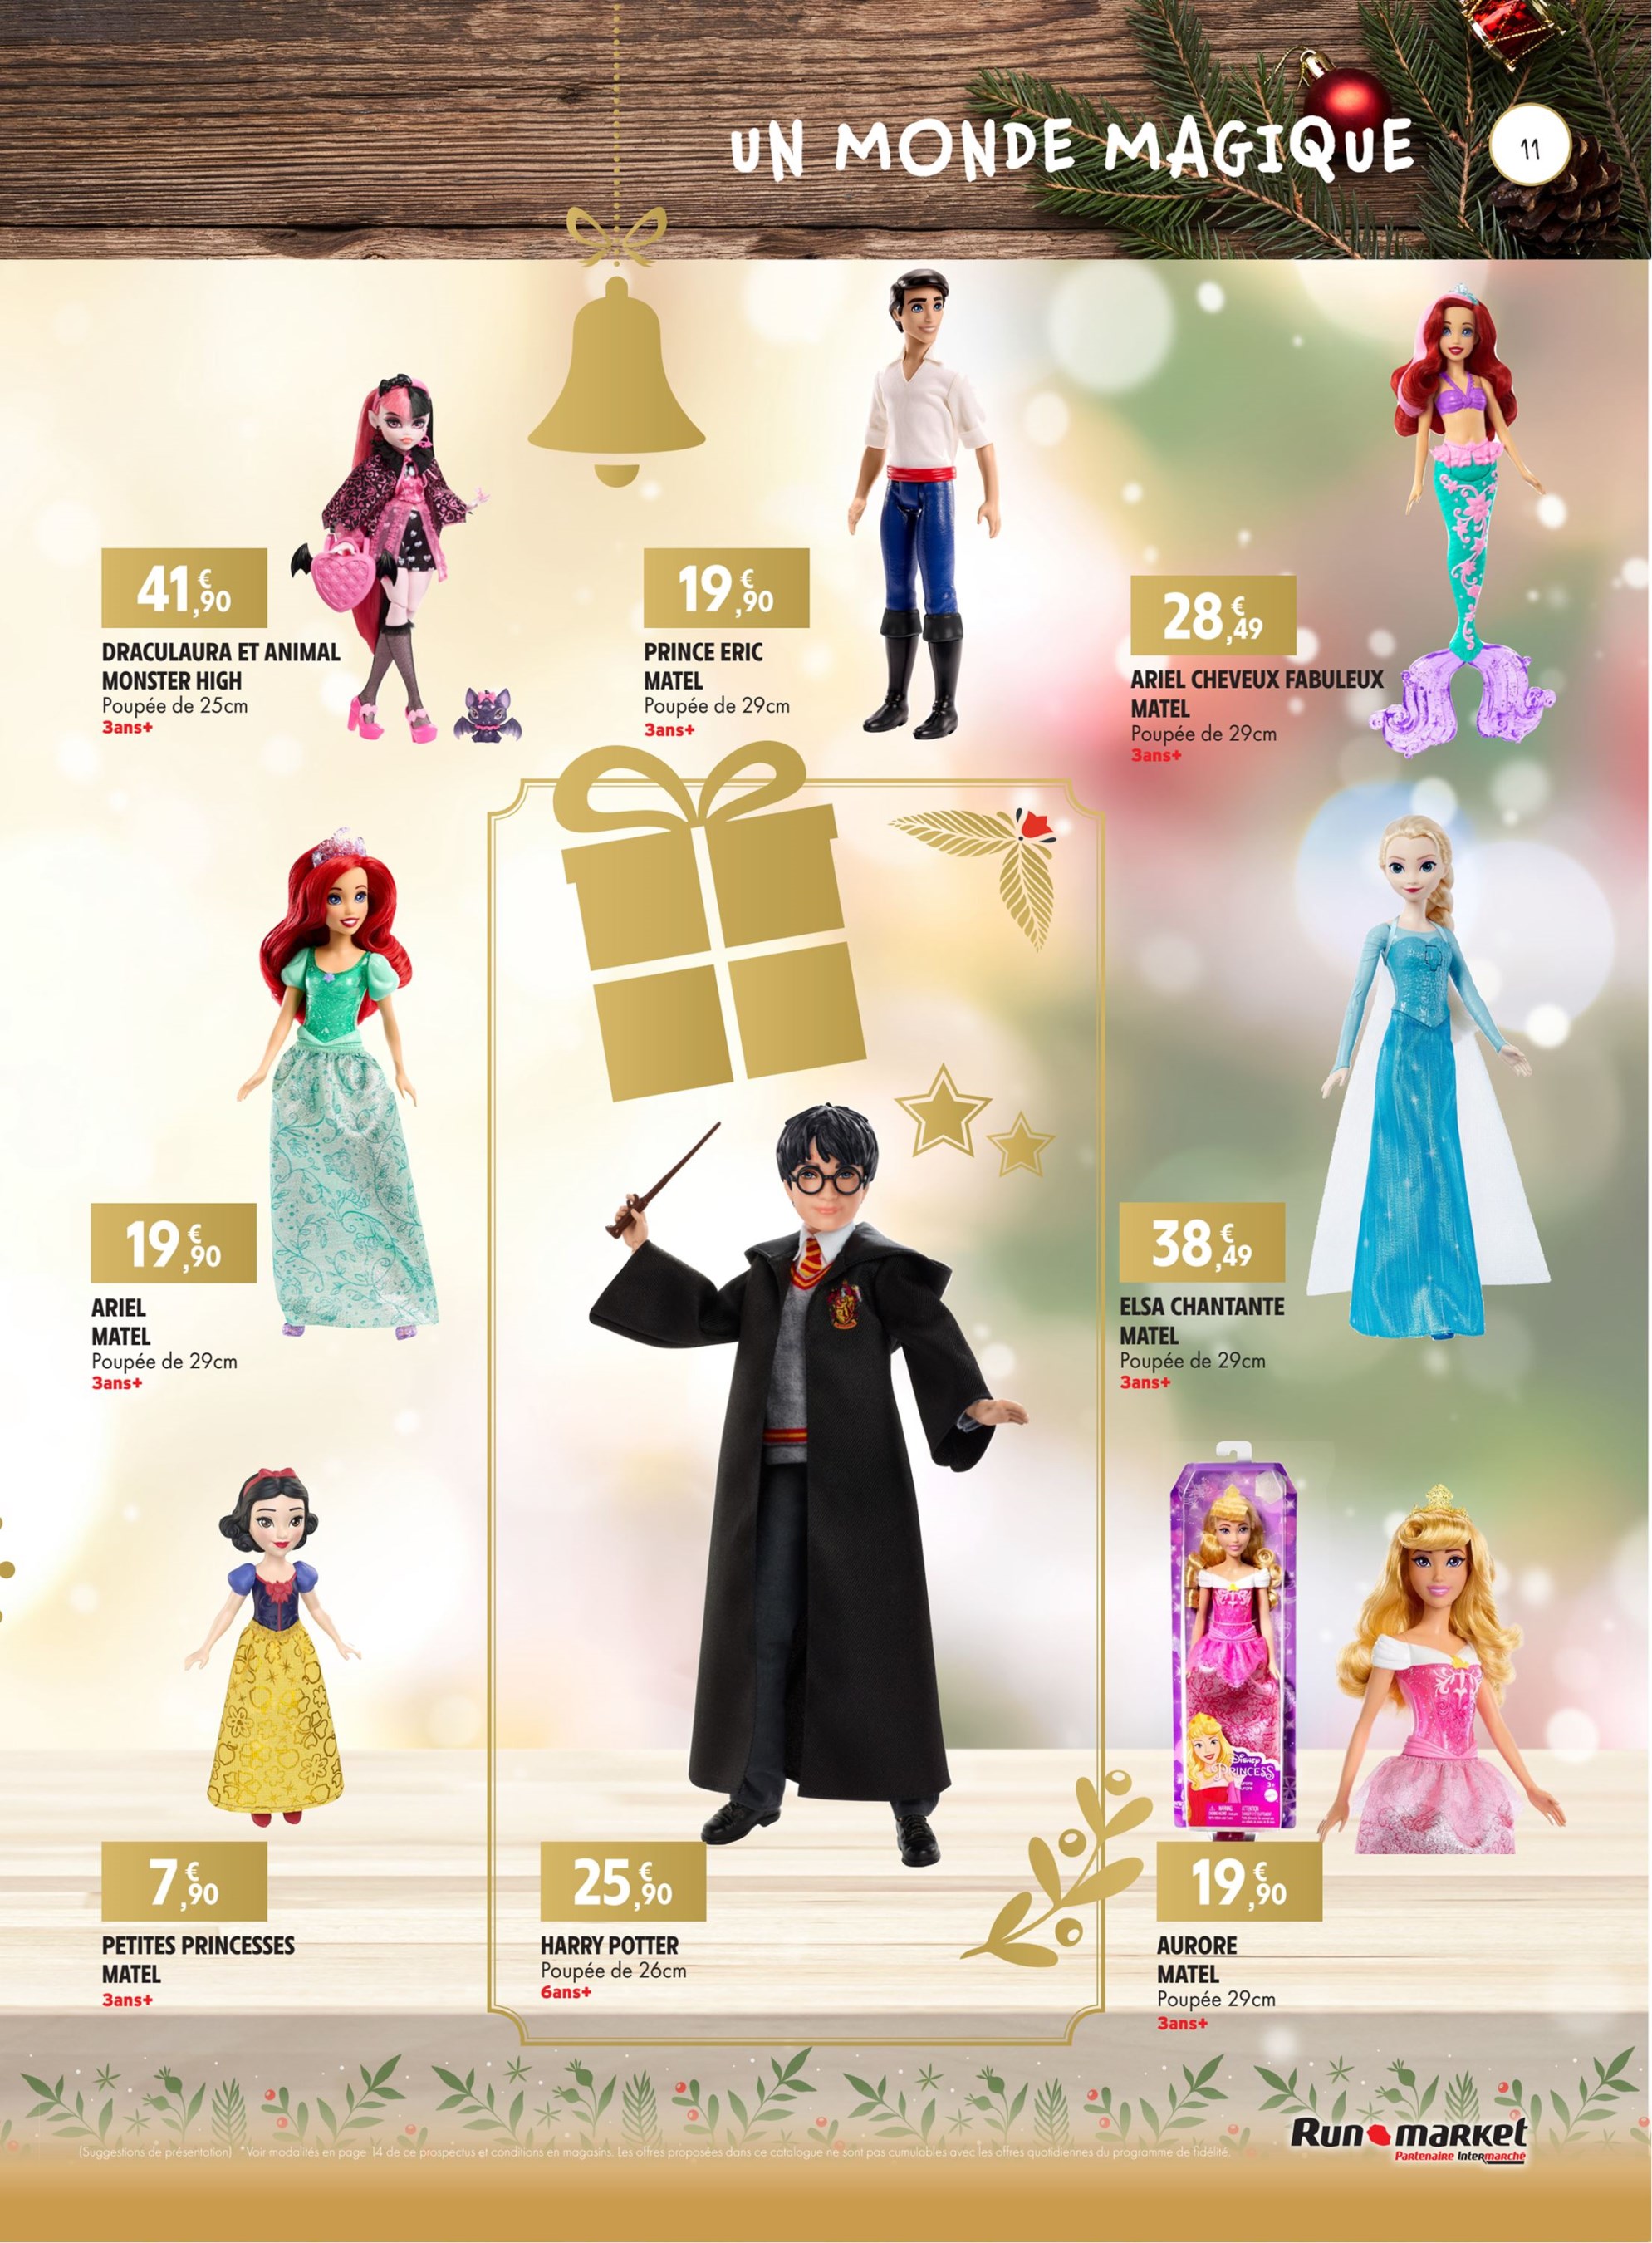 UN MONDE MAGIQUE
11
41,€90
DRACULAURA ET ANIMAL
MONSTER HIGH
Poupée de 25cm
3ans+
19,€90
PRINCE ERIC
MATEL
Poupée de 29cm
3ans+
28,€49
ARIEL CHEVEUX FABULEUX
MATEL
Poupée de 29cm
3ans+
19,€90
ARIEL
MATEL
Poupée de 29cm
3ans+
38,€49
ELSA CHANTANTE
MATEL
Poupée de 29cm
3ans+
7,€90
PETITES PRINCESSES
MATEL
3ans+
25,€90
HARRY POTTER
Poupée de 26cm
6ans+
Disney
PRINCESS
19,€90
AURORE
MATEL
Poupée 29cm
3ans+
(Suggestions de présentation) *Voir modalités en page 14 de ce prospectus et conditions en magasins. Les offres proposées dans ce catalogue ne sont pas cumulables avec les offres quotidiennes du programme de fidélité.
Run market
Partenaire Intermarché